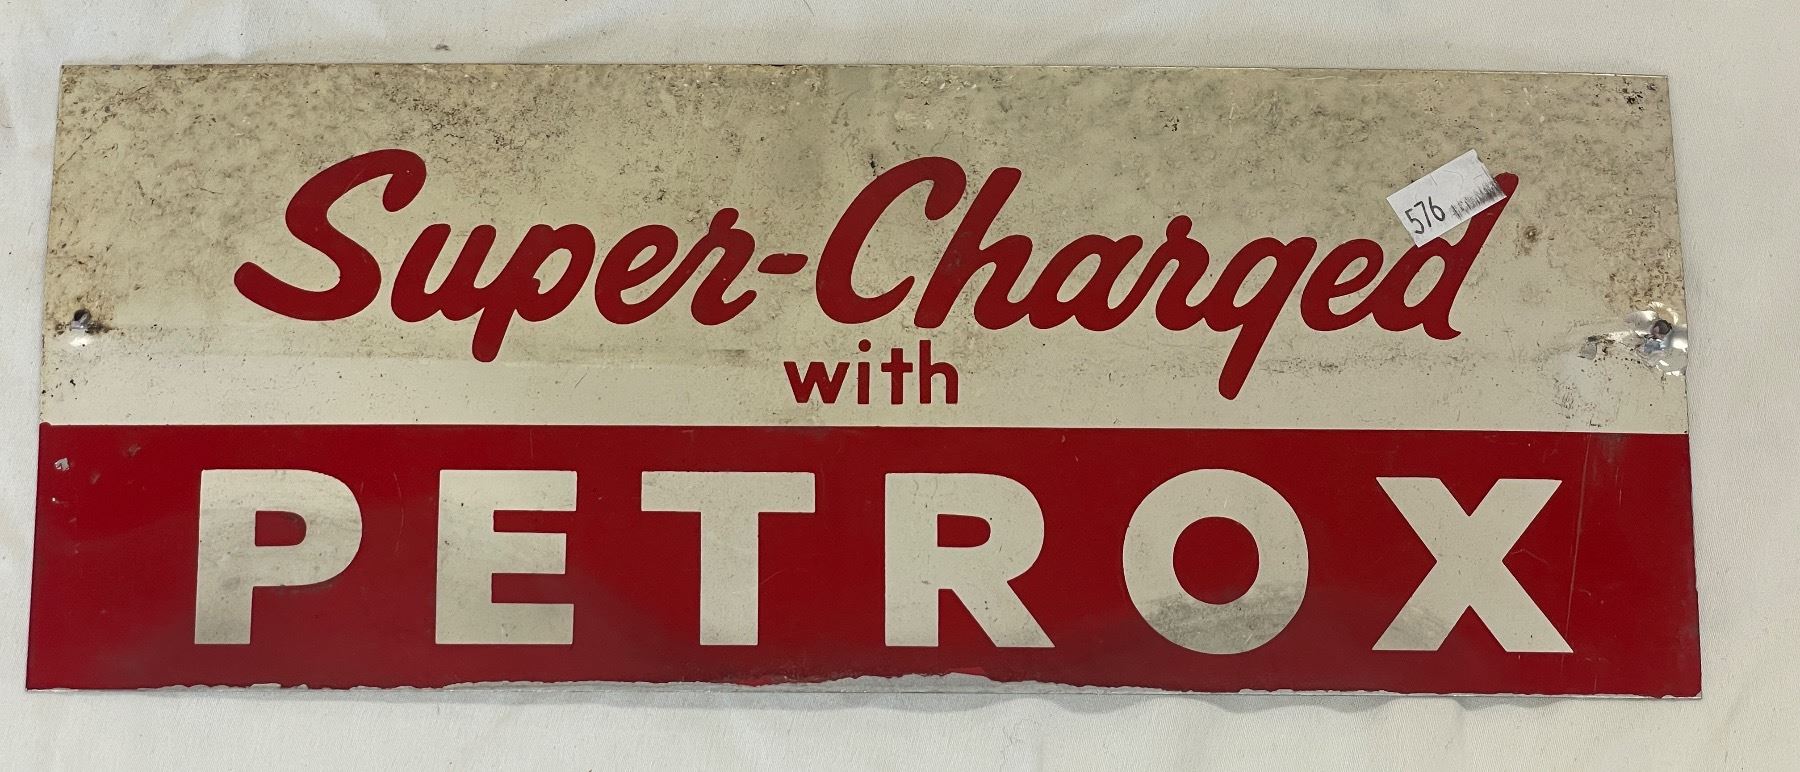 Super-Charged
576
with
PETROX